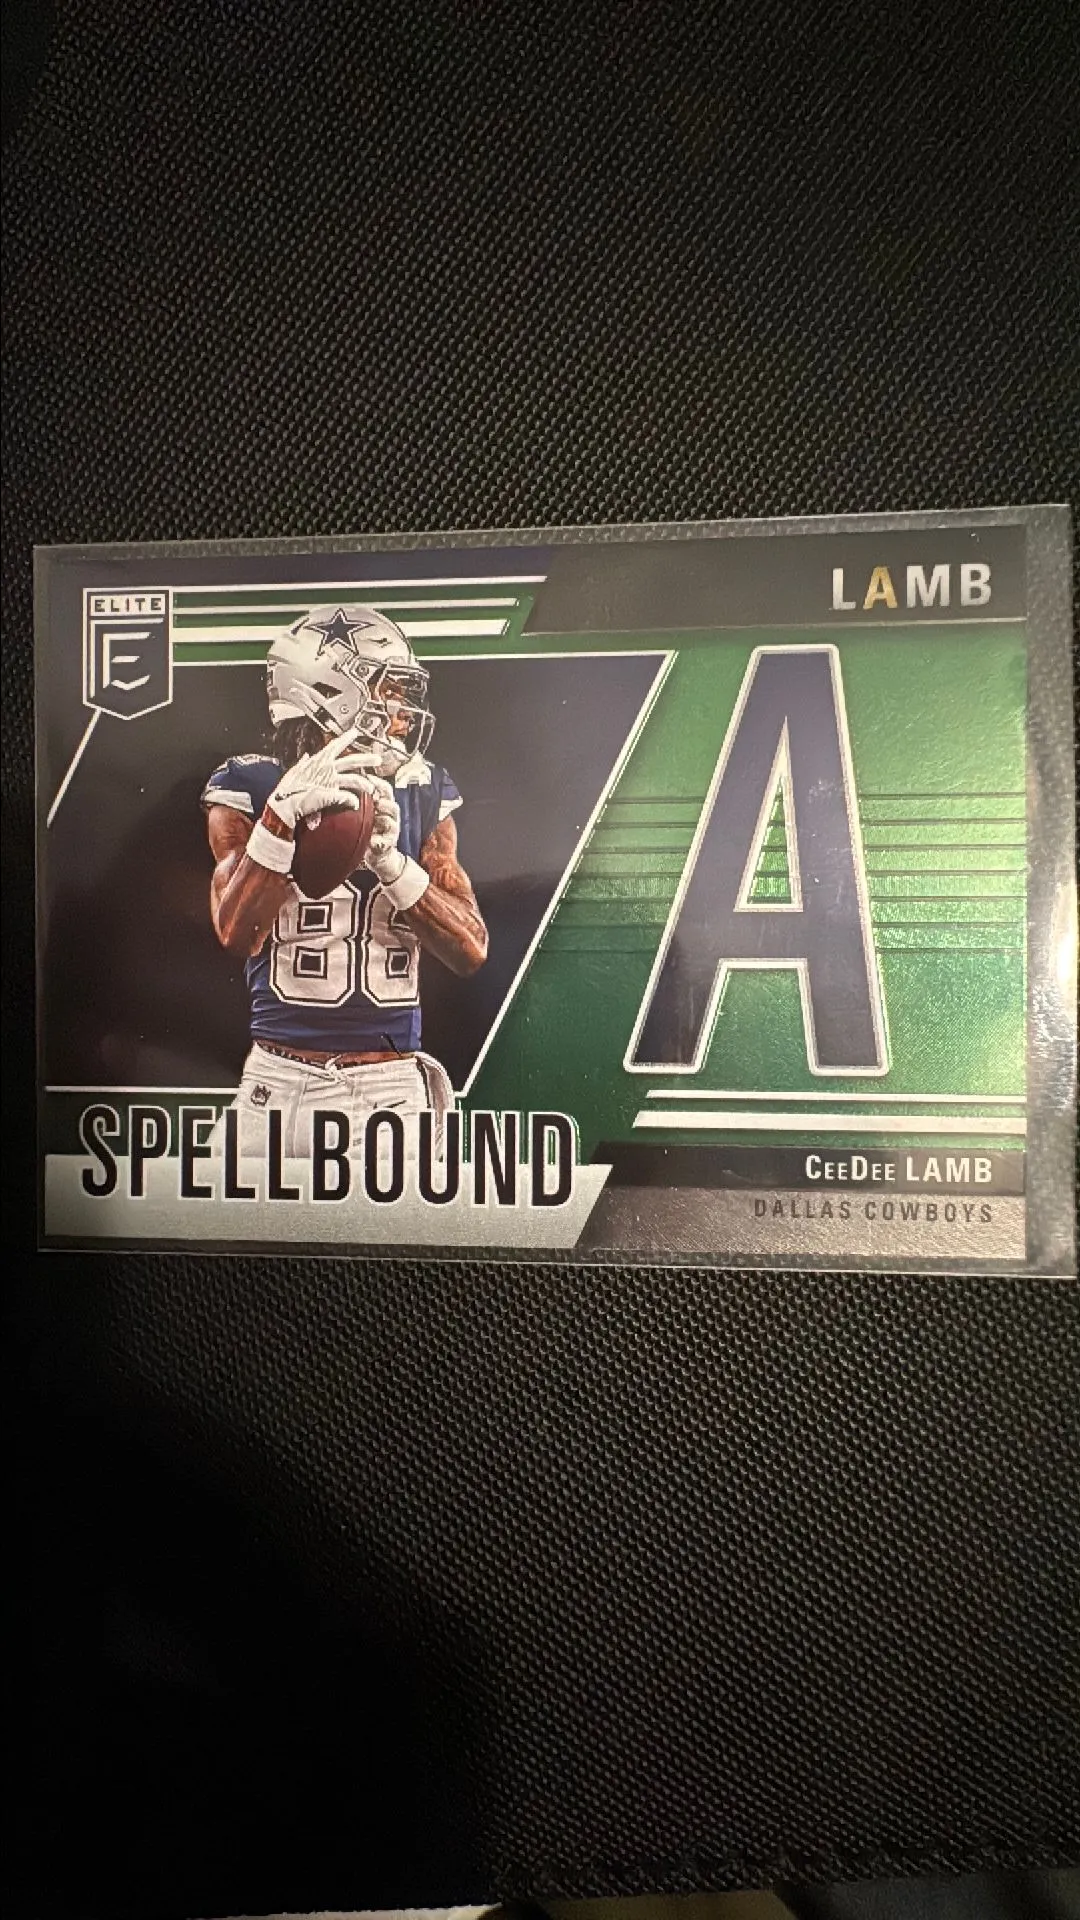 ELITE
E
LAMB
A
88
SPELLBOUND
CEEDEE LAMB
DALLAS COWBOYS